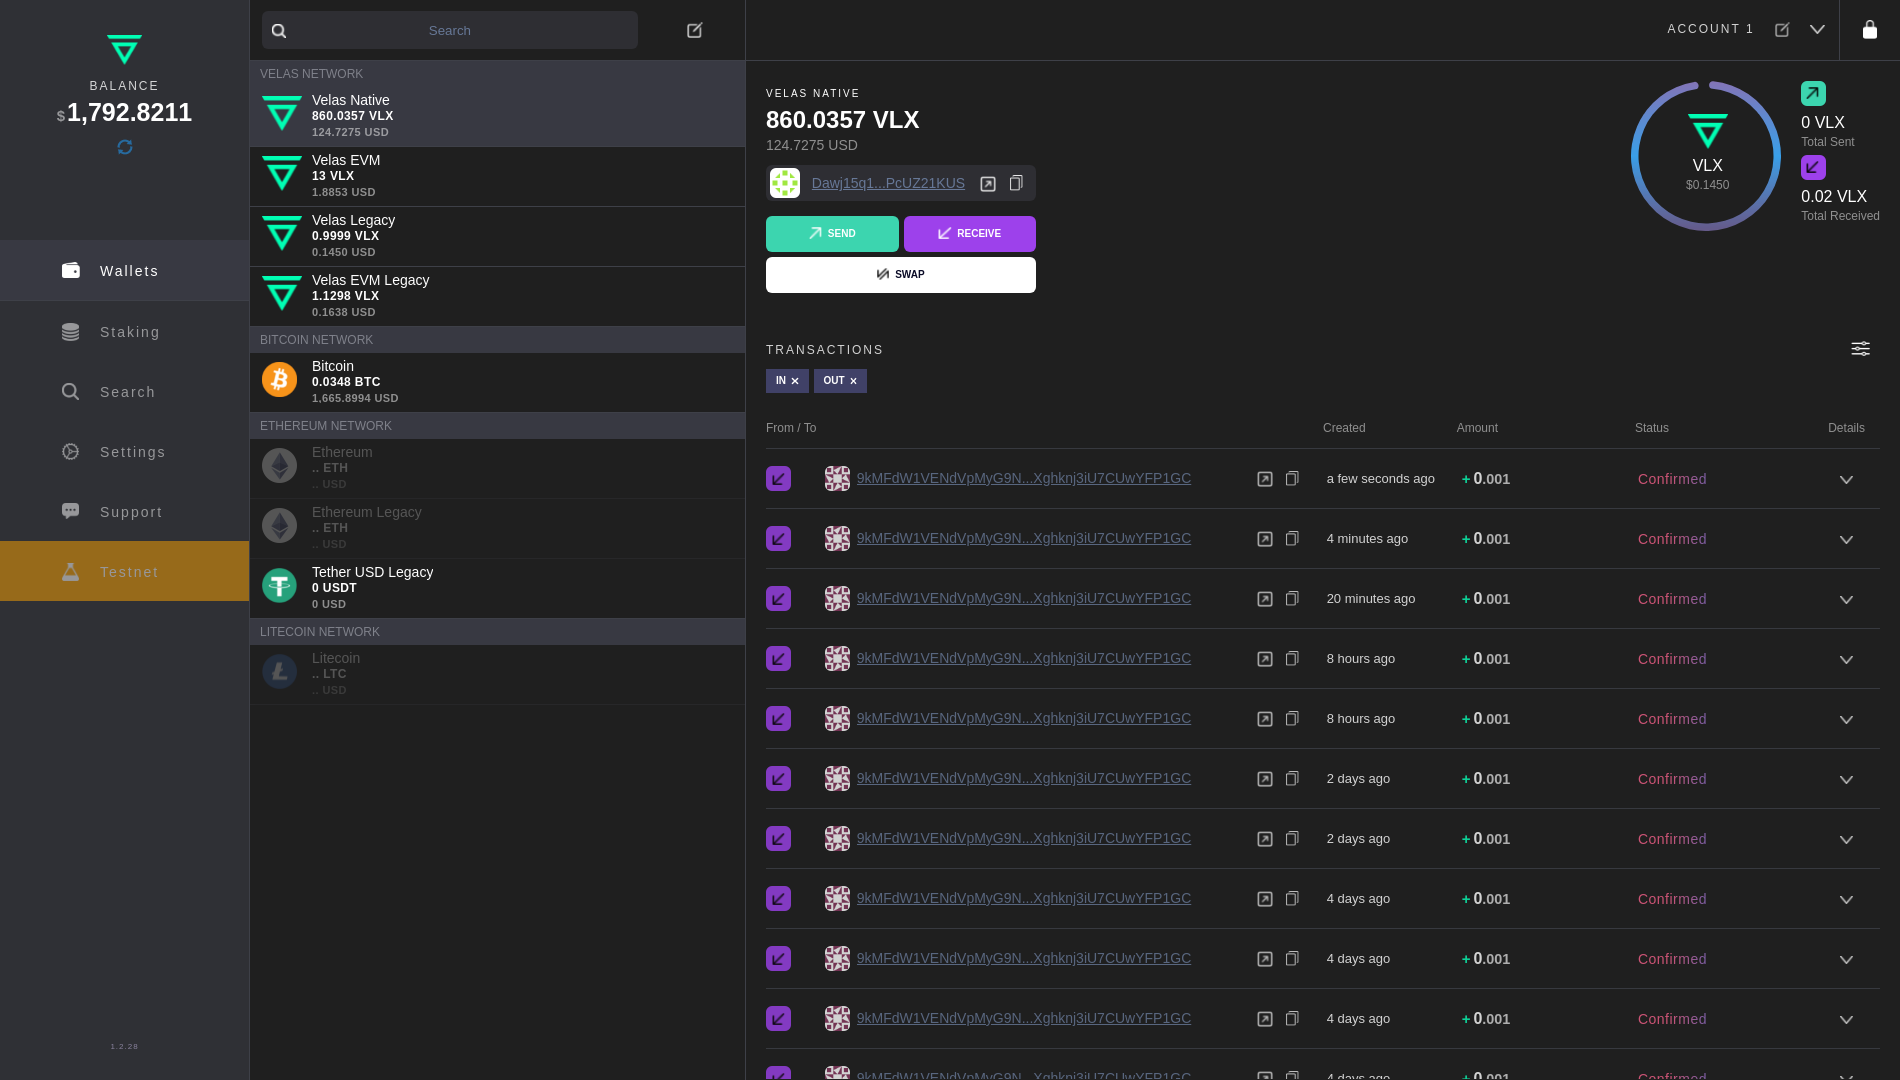 BALANCE
$1,792.8211
Wallets
Staking
Search
Settings
Support
Testnet
1.2.28
Search
VELAS NETWORK
Velas Native
860.0357 VLX
124.7275 USD
Velas EVM
13 VLX
1.8853 USD
Velas Legacy
0.9999 VLX
0.1450 USD
Velas EVM Legacy
1.1298 VLX
0.1638 USD
BITCOIN NETWORK
Bitcoin
0.0348 BTC
1,665.8994 USD
ETHEREUM NETWORK
Ethereum
.. ETH
.. USD
Ethereum Legacy
.. ETH
.. USD
Tether USD Legacy
0 USDT
0 USD
LITECOIN NETWORK
Litecoin
.. LTC
.. USD
ACCOUNT 1
VELAS NATIVE
860.0357 VLX
124.7275 USD
Dawj15q1...PcUZ21KUS
SEND
RECEIVE
SWAP
VLX
$0.1450
0 VLX
Total Sent
0.02 VLX
Total Received
TRANSACTIONS
IN ×
OUT ×
From / To Created Amount Status Details
9kMFdW1VENdVpMyG9N...Xghknj3iU7CUwYFP1GC a few seconds ago + 0.001 Confirmed
9kMFdW1VENdVpMyG9N...Xghknj3iU7CUwYFP1GC 4 minutes ago + 0.001 Confirmed
9kMFdW1VENdVpMyG9N...Xghknj3iU7CUwYFP1GC 20 minutes ago + 0.001 Confirmed
9kMFdW1VENdVpMyG9N...Xghknj3iU7CUwYFP1GC 8 hours ago + 0.001 Confirmed
9kMFdW1VENdVpMyG9N...Xghknj3iU7CUwYFP1GC 8 hours ago + 0.001 Confirmed
9kMFdW1VENdVpMyG9N...Xghknj3iU7CUwYFP1GC 2 days ago + 0.001 Confirmed
9kMFdW1VENdVpMyG9N...Xghknj3iU7CUwYFP1GC 2 days ago + 0.001 Confirmed
9kMFdW1VENdVpMyG9N...Xghknj3iU7CUwYFP1GC 4 days ago + 0.001 Confirmed
9kMFdW1VENdVpMyG9N...Xghknj3iU7CUwYFP1GC 4 days ago + 0.001 Confirmed
9kMFdW1VENdVpMyG9N...Xghknj3iU7CUwYFP1GC 4 days ago + 0.001 Confirmed
9kMFdW1VENdVpMyG9N...Xghknj3iU7CUwYFP1GC 4 days ago + 0.001 Confirmed